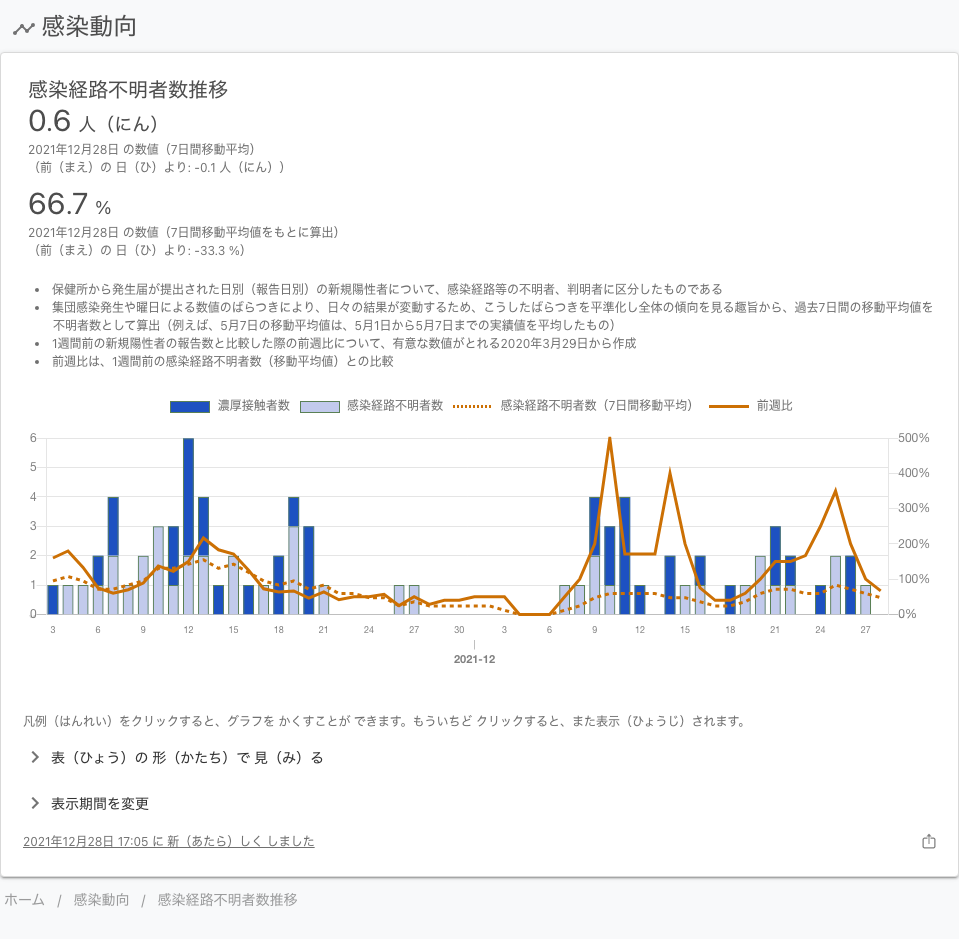 感染動向
感染経路不明者数推移
0.6 人（にん）
2021年12月28日 の数値（7日間移動平均）
（前（まえ）の 日（ひ）より: -0.1 人（にん））
66.7 %
2021年12月28日 の数値（7日間移動平均値をもとに算出）
（前（まえ）の 日（ひ）より: -33.3 %）
• 保健所から発生届が提出された日別（報告日別）の新規陽性者について、感染経路等の不明者、判明者に区分したものである
• 集団感染発生や曜日による数値のばらつきにより、日々の結果が変動するため、こうしたばらつきを平準化し全体の傾向を見る趣旨から、過去7日間の移動平均値を
不明者数として算出（例えば、5月7日の移動平均値は、5月1日から5月7日までの実績値を平均したもの）
• 1週間前の新規陽性者の報告数と比較した際の前週比について、有意な数値がとれる2020年3月29日から作成
• 前週比は、1週間前の感染経路不明者数（移動平均値）との比較
濃厚接触者数 感染経路不明者数 感染経路不明者数（7日間移動平均） 前週比
6 500%
5 400%
4 300%
3 200%
2 100%
1 0%
0
3 6 9 12 15 18 21 24 27 30 3 6 9 12 15 18 21 24 27
2021-12
凡例（はんれい）をクリックすると、グラフを かくすことが できます。もういちど クリックすると、また表示（ひょうじ）されます。
表（ひょう）の 形（かたち）で 見（み）る
表示期間を変更
2021年12月28日 17:05 に 新（あたら）しく しました
ホーム / 感染動向 / 感染経路不明者数推移